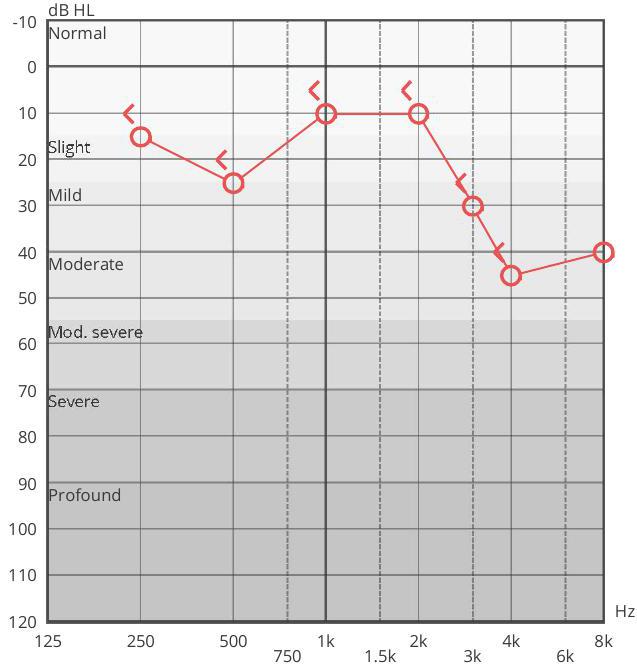 dB HL
-10
Normal
0
10
Slight
20
Mild
30
40
Moderate
50
Mod. severe
60
70
Severe
80
90
Profound
100
110
120
Hz
125 250 500 1k 2k 4k 8k
750 1.5k 3k 6k